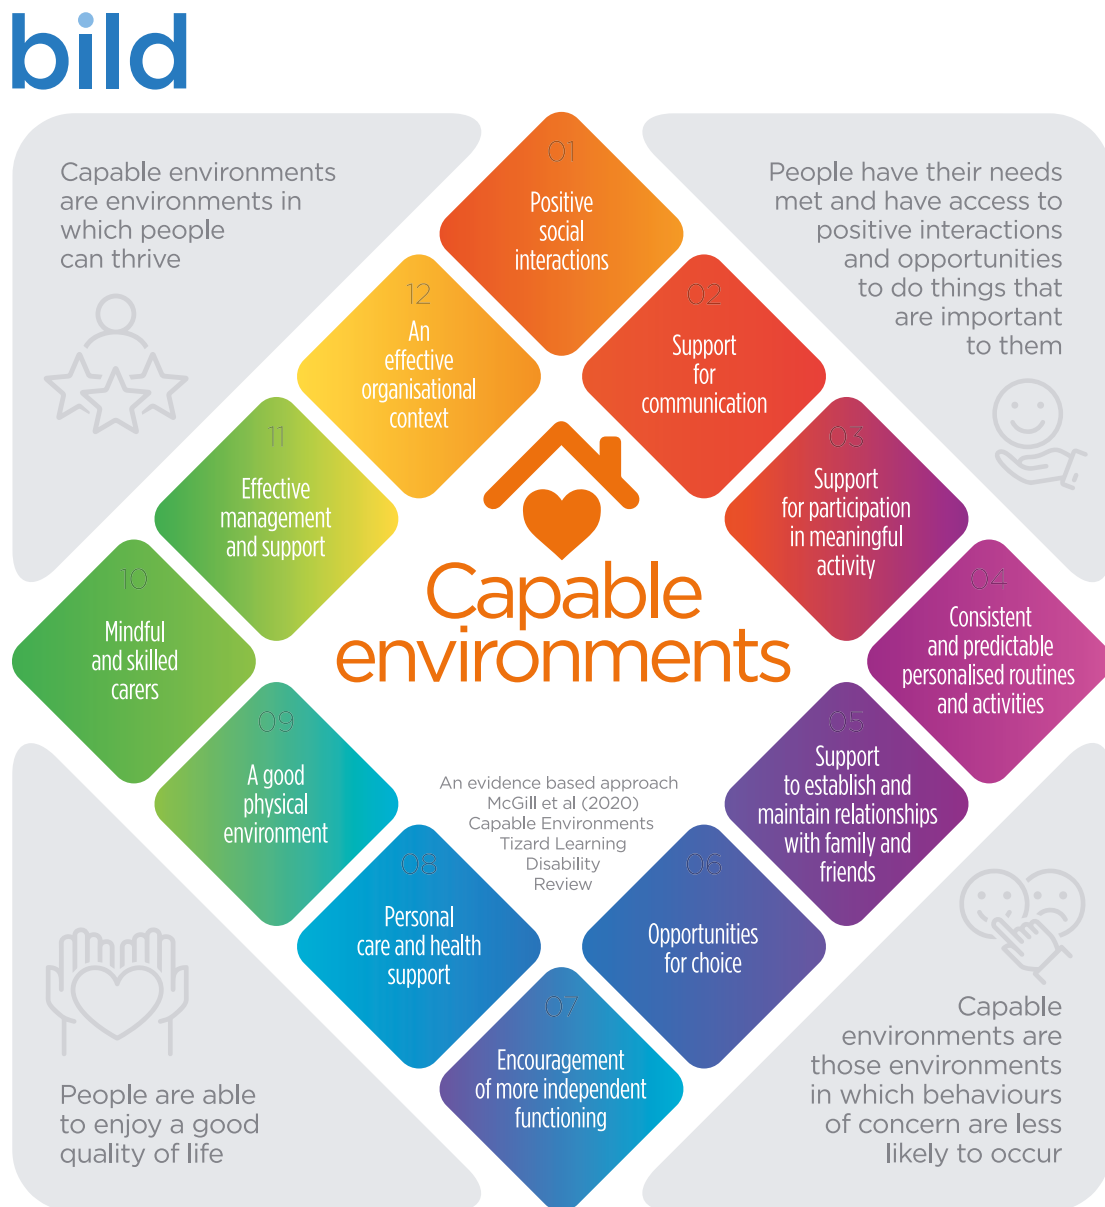 bild
Capable environments
are environments in
which people
can thrive
People have their needs
met and have access to
positive interactions
and opportunities
to do things that
are important
to them
01
Positive
social
interactions
02
Support
for
communication
03
Support
for participation
in meaningful
activity
04
Consistent
and predictable
personalised routines
and activities
05
Support
to establish and
maintain relationships
with family and
friends
06
Opportunities
for choice
07
Encouragement
of more independent
functioning
08
Personal
care and health
support
09
A good
physical
environment
10
Mindful
and skilled
carers
11
Effective
management
and support
12
An
effective
organisational
context
Capable
environments
An evidence based approach
McGill et al (2020)
Capable Environments
Tizard Learning
Disability
Review
People are able
to enjoy a good
quality of life
Capable
environments are
those environments
in which behaviours
of concern are less
likely to occur